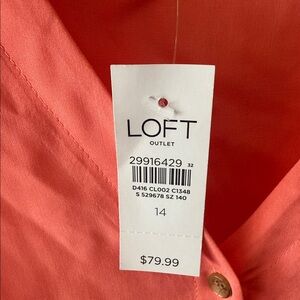 LOFT
OUTLET
29916429 32
D416 CL002 C1348
S 529678 SZ 140
14
$79.99